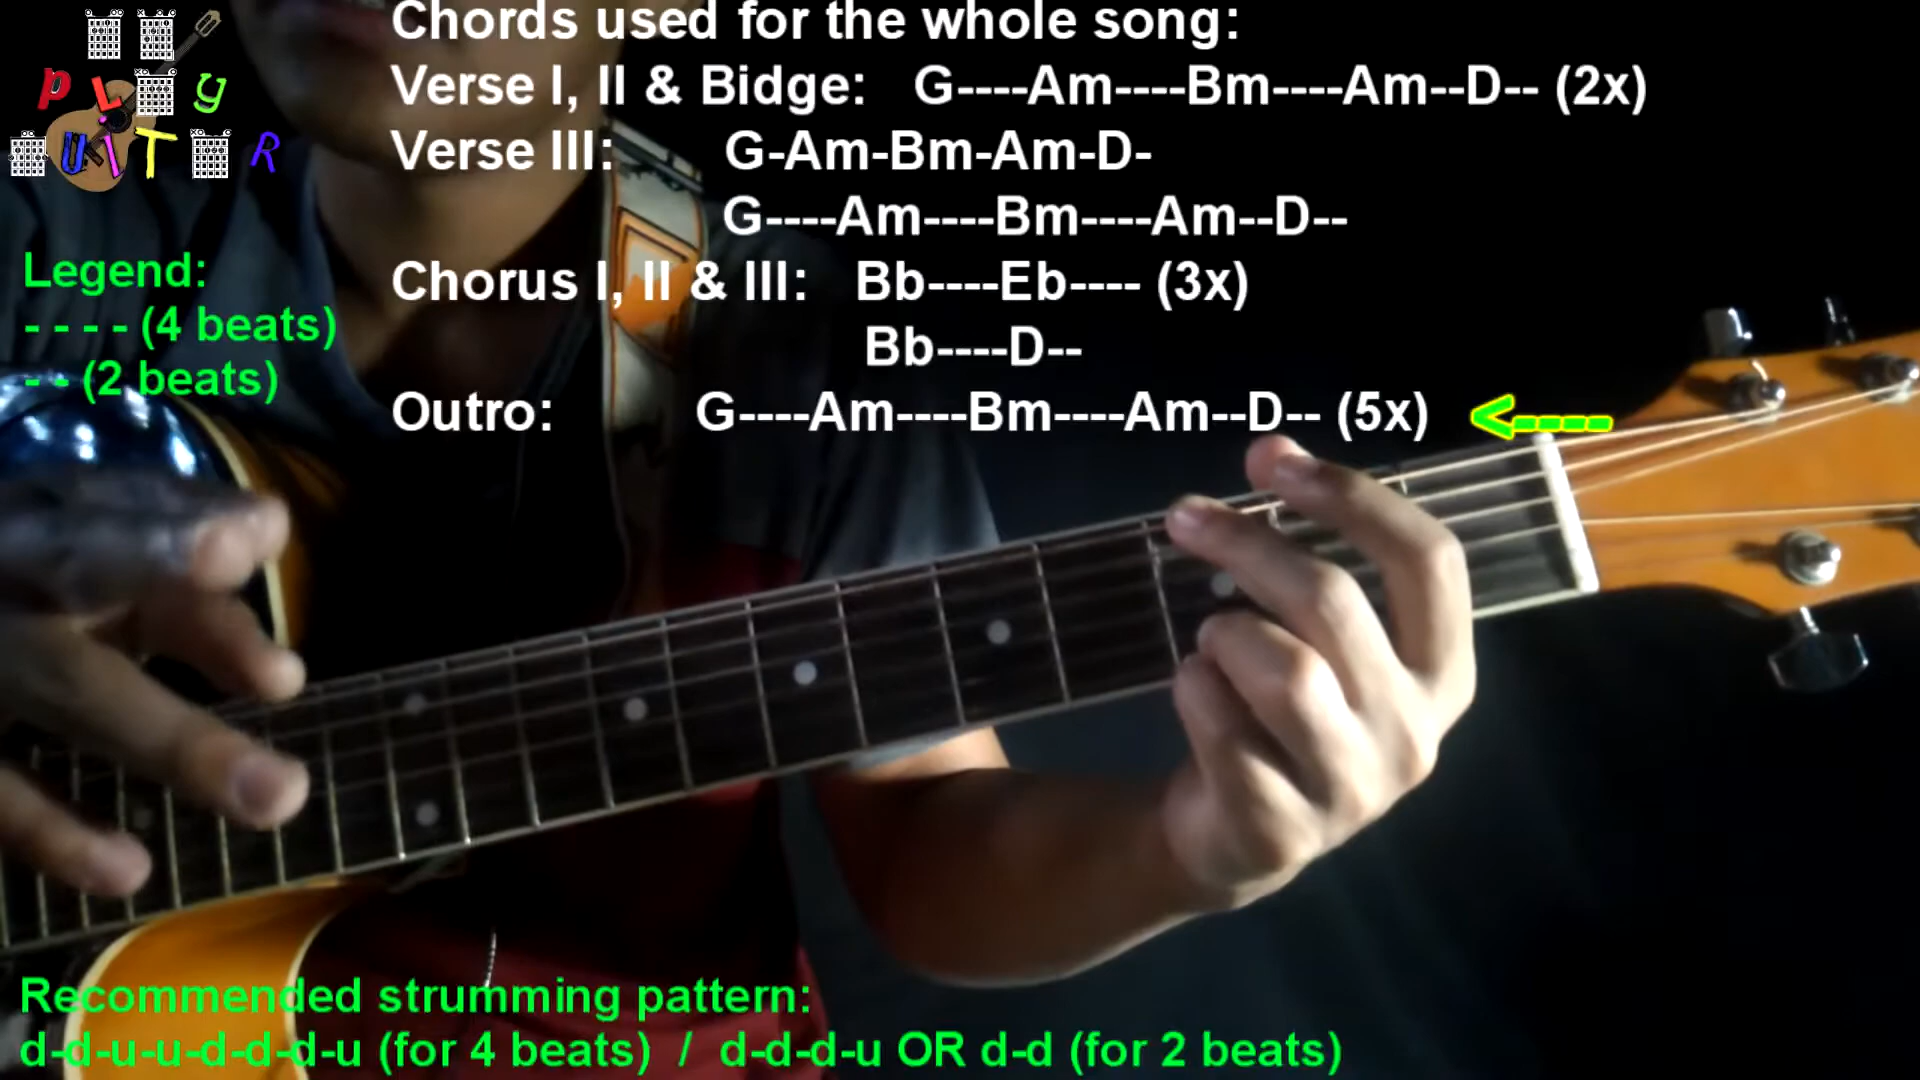 PLAY
GUITAR
Chords used for the whole song:
Verse I, II & Bidge: G----Am----Bm----Am--D-- (2x)
Verse III: G-Am-Bm-Am-D-
G----Am----Bm----Am--D--
Chorus I, II & III: Bb----Eb---- (3x)
Bb----D--
Outro: G----Am----Bm----Am--D-- (5x) <----
Legend:
- - - - (4 beats)
- - (2 beats)
Recommended strumming pattern:
d-d-u-u-d-d-d-u (for 4 beats) / d-d-d-u OR d-d (for 2 beats)